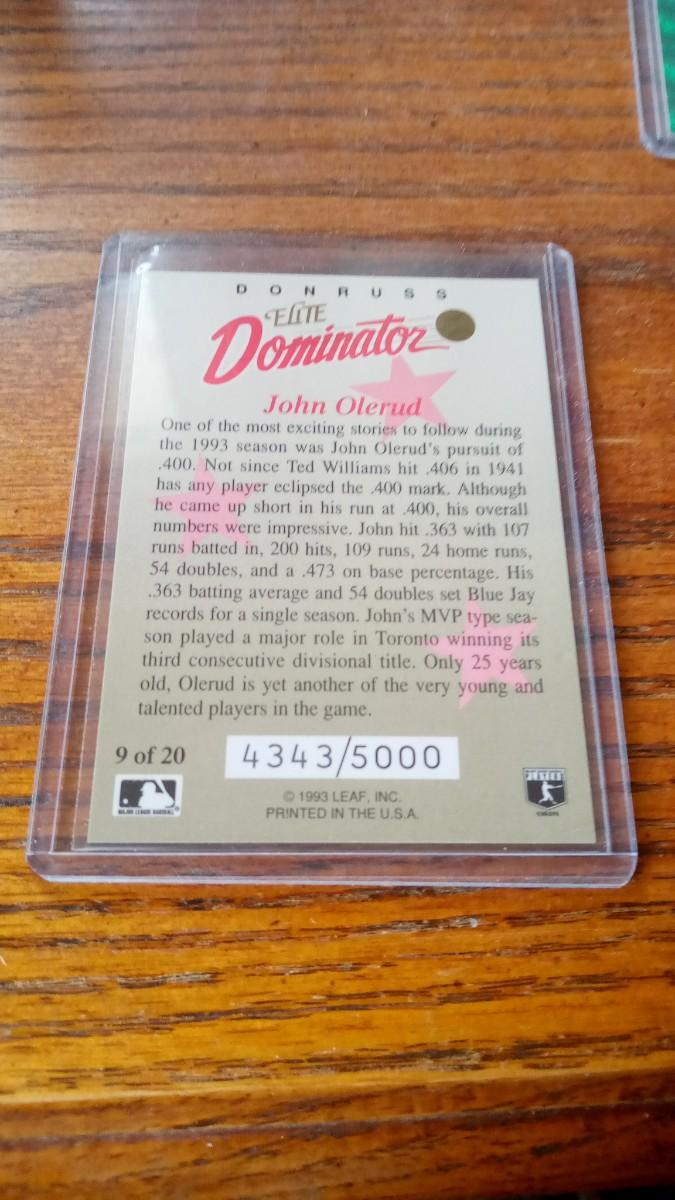 DONRUSS
ELITE
Dominator
John Olerud
One of the most exciting stories to follow during
the 1993 season was John Olerud's pursuit of
.400. Not since Ted Williams hit .406 in 1941
has any player eclipsed the .400 mark. Although
he came up short in his run at .400, his overall
numbers were impressive. John hit .363 with 107
runs batted in, 200 hits, 109 runs, 24 home runs,
54 doubles, and a .473 on base percentage. His
.363 batting average and 54 doubles set Blue Jay
records for a single season. John's MVP type sea-
son played a major role in Toronto winning its
third consecutive divisional title. Only 25 years
old, Olerud is yet another of the very young and
talented players in the game.
9 of 20 4343/5000
MAJOR LEAGUE BASEBALL
© 1993 LEAF, INC.
PRINTED IN THE U.S.A.
PLAYERS